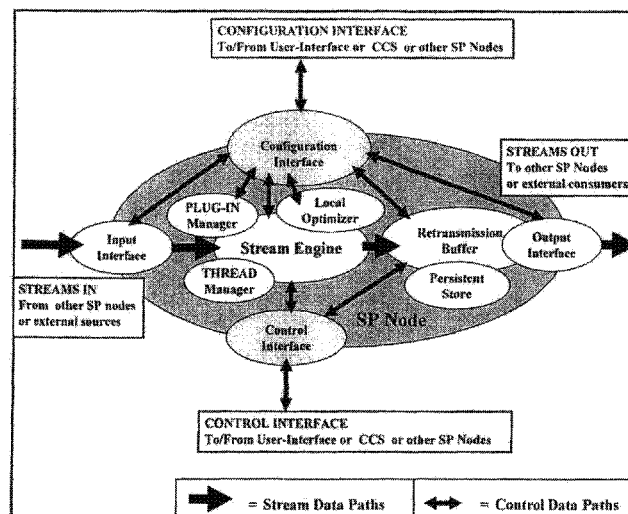 CONFIGURATION INTERFACE
To/From User-Interface or CCS or other SP Nodes
Configuration
Interface
STREAMS OUT
To other SP Nodes
or external consumers
PLUG-IN
Manager
Local
Optimizer
Input
Interface
Stream Engine
Retransmission
Buffer
Output
Interface
THREAD
Manager
Persistent
Store
STREAMS IN
From other SP nodes
or external sources
SP Node
Control
Interface
CONTROL INTERFACE
To/From User-Interface or CCS or other SP Nodes
= Stream Data Paths
= Control Data Paths